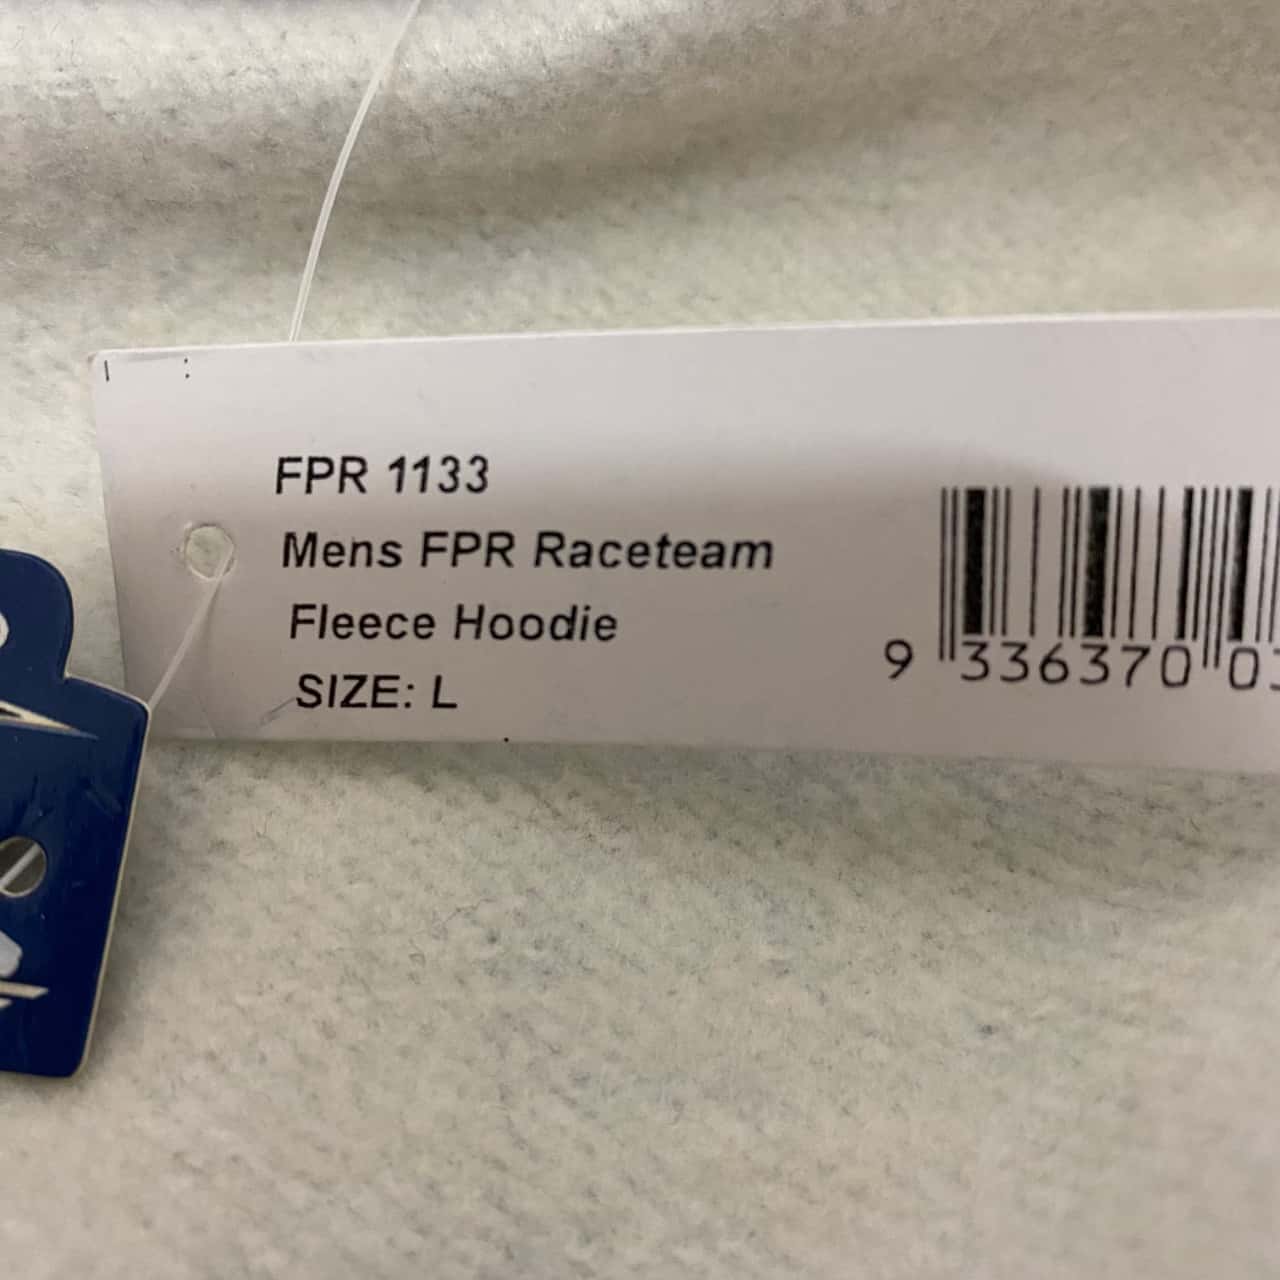 FPR 1133
Mens FPR Raceteam
Fleece Hoodie
SIZE: L
9 336370 0